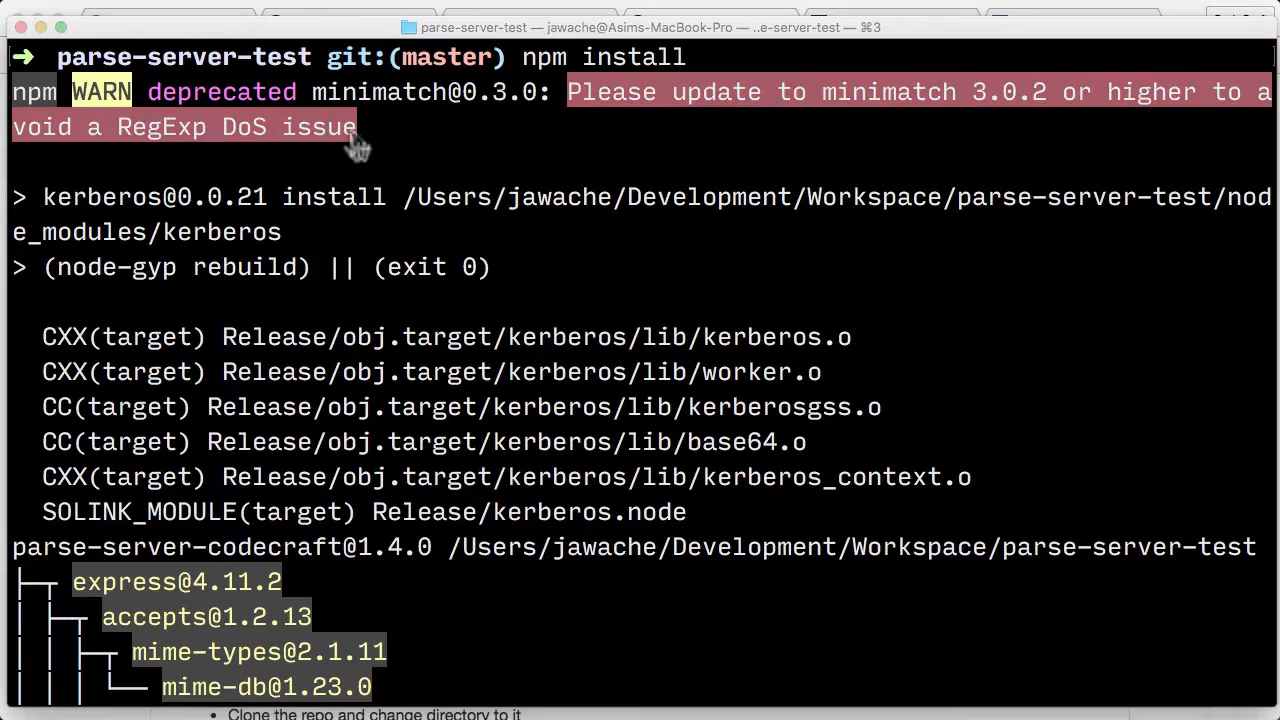 parse-server-test — jawache@Asims-MacBook-Pro — ..e-server-test — ⌘3
➜ parse-server-test git:(master) npm install
npm WARN deprecated minimatch@0.3.0: Please update to minimatch 3.0.2 or higher to a
void a RegExp DoS issue
> kerberos@0.0.21 install /Users/jawache/Development/Workspace/parse-server-test/nod
e_modules/kerberos
> (node-gyp rebuild) || (exit 0)
CXX(target) Release/obj.target/kerberos/lib/kerberos.o
CXX(target) Release/obj.target/kerberos/lib/worker.o
CC(target) Release/obj.target/kerberos/lib/kerberosgss.o
CC(target) Release/obj.target/kerberos/lib/base64.o
CXX(target) Release/obj.target/kerberos/lib/kerberos_context.o
SOLINK_MODULE(target) Release/kerberos.node
parse-server-codecraft@1.4.0 /Users/jawache/Development/Workspace/parse-server-test
├─┬ express@4.11.2
│ ├─┬ accepts@1.2.13
│ │ ├─┬ mime-types@2.1.11
│ │ │ └── mime-db@1.23.0
• Clone the repo and change directory to it